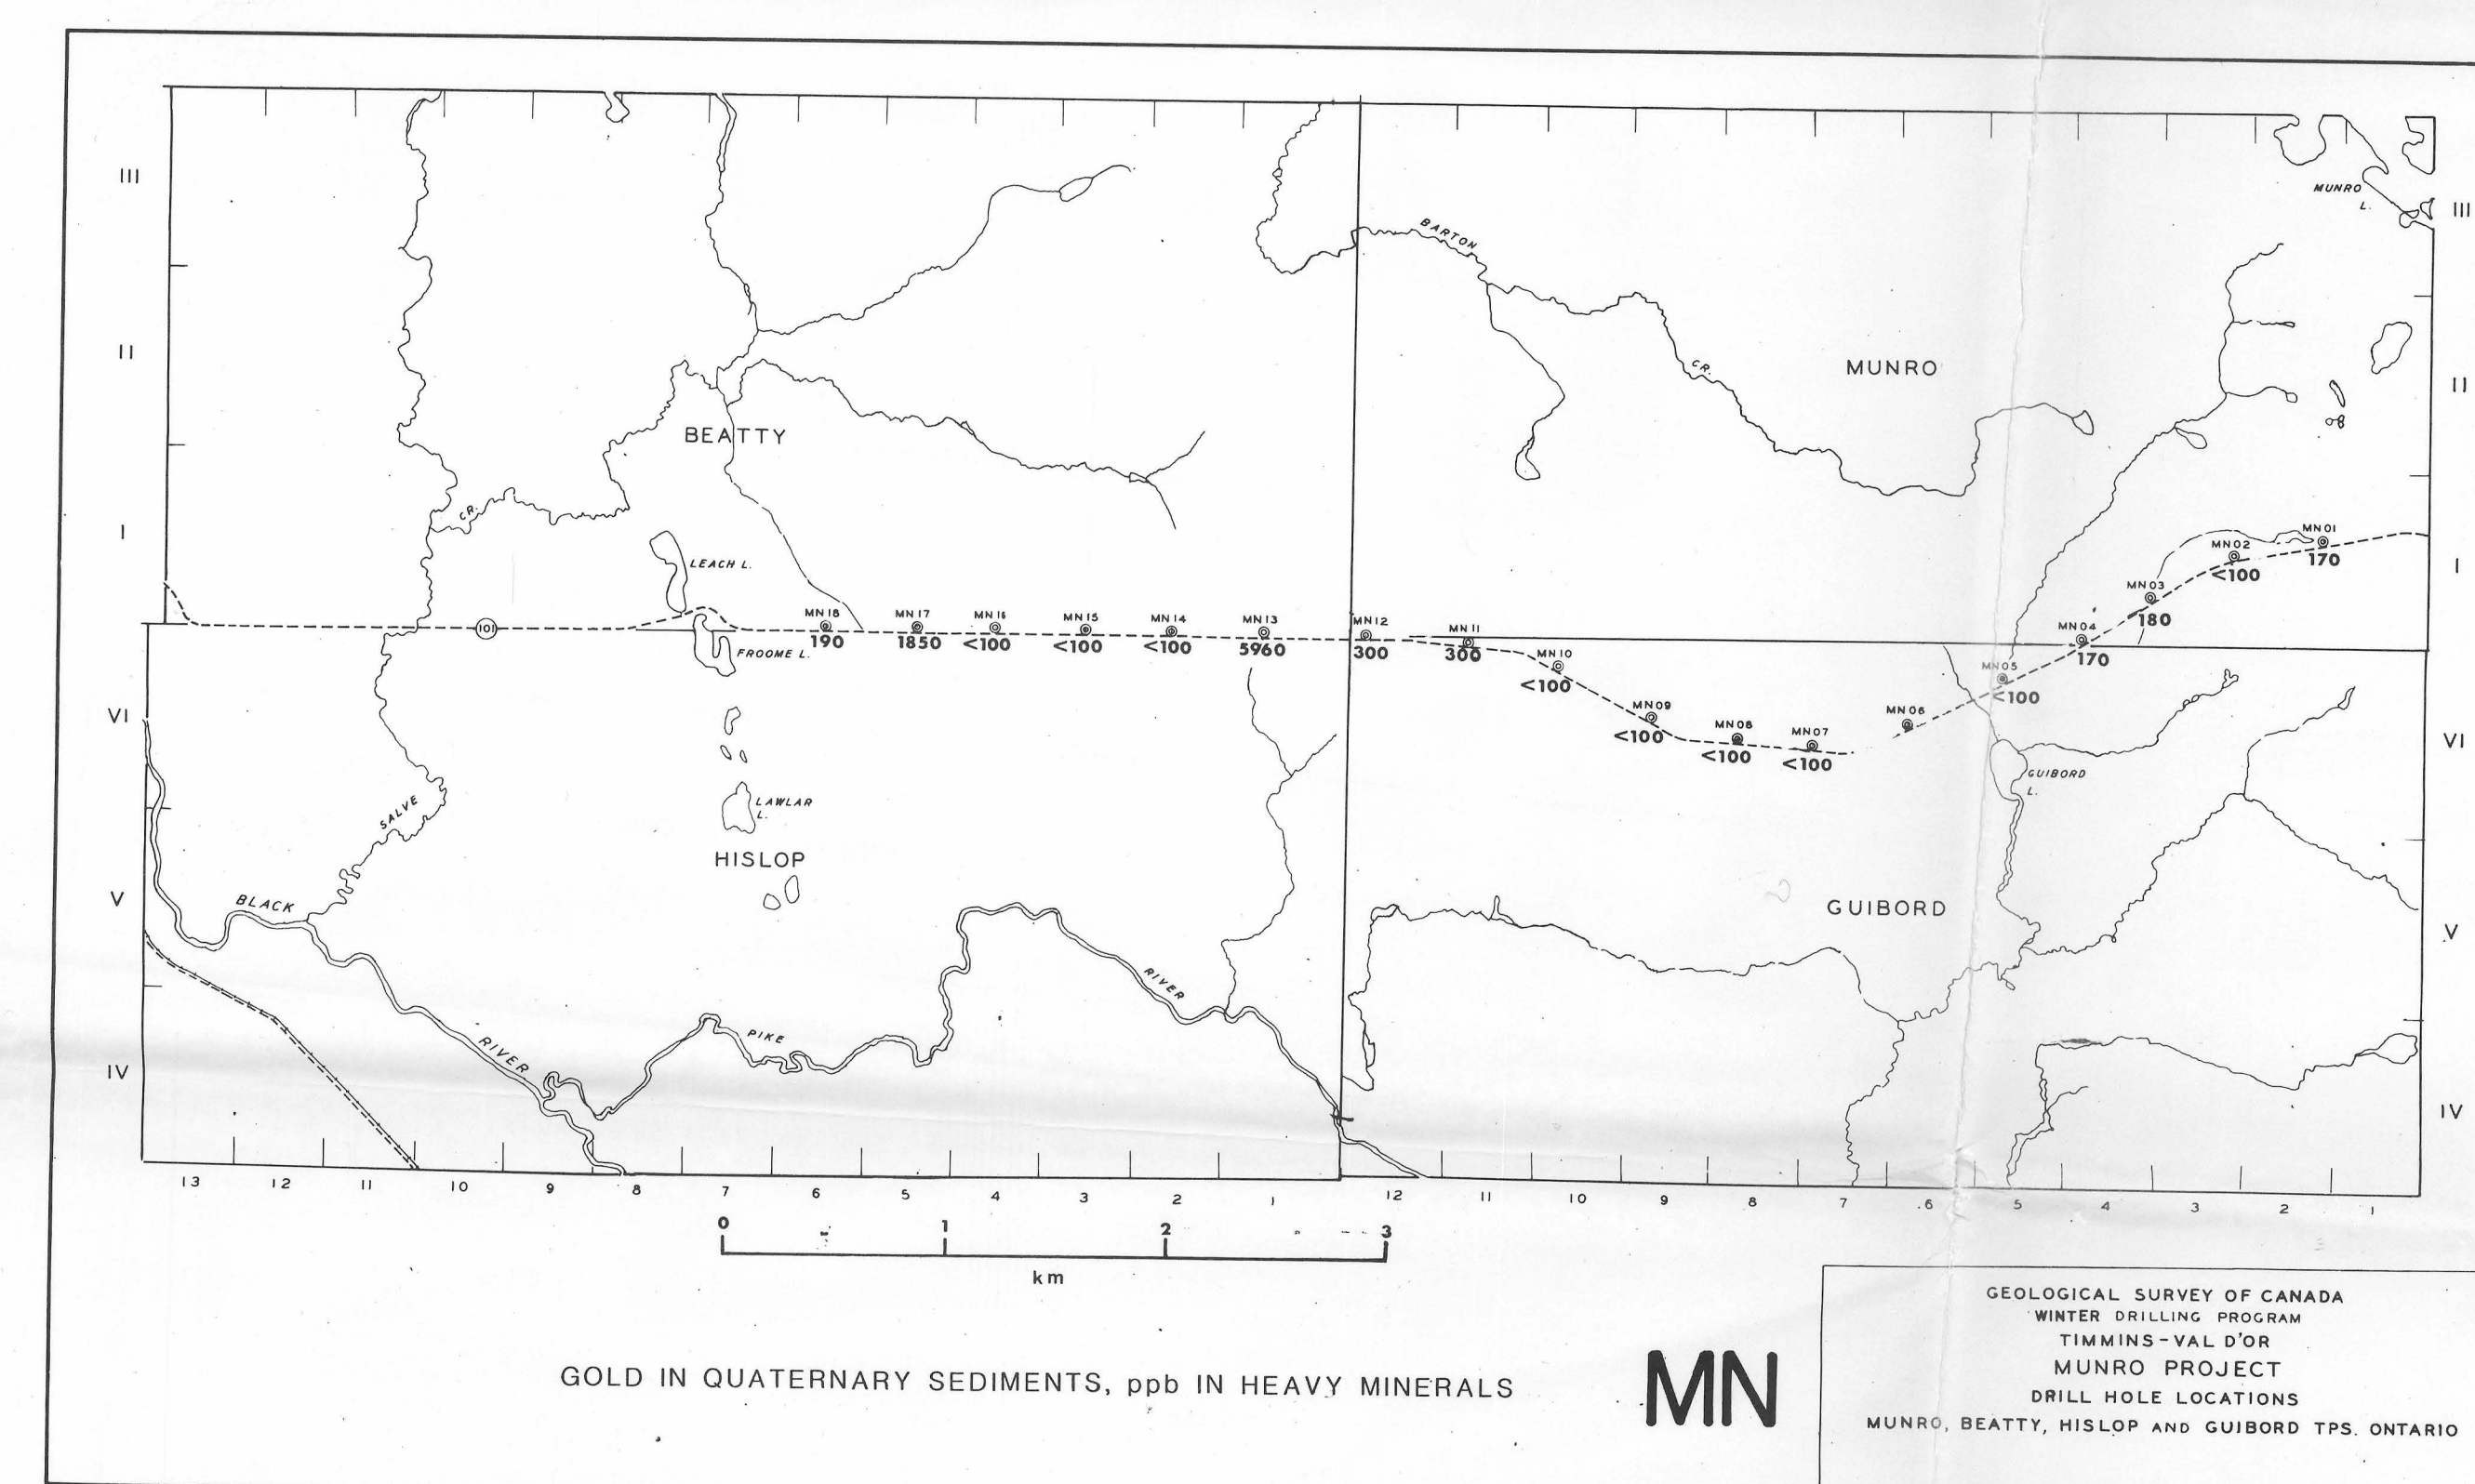 III
II
I
VI
V
IV
III
II
I
VI
V
IV
BARTON
CR.
MUNRO
L.
MUNRO
BEATTY
CR.
LEACH L.
101
FROOME L.
MN 18
190
MN 17
1850
MN 16
<100
MN 15
<100
MN 14
<100
MN 13
5960
MN 12
300
MN 11
300
MN 10
<100
MN 09
<100
MN 08
<100
MN 07
<100
MN 06
MN 05
<100
MN 04
170
MN 03
180
MN 02
<100
MN 01
170
SALVE
LAWLAR
L.
HISLOP
BLACK
RIVER
PIKE
RIVER
GUIBORD
L.
GUIBORD
13 12 11 10 9 8 7 6 5 4 3 2 1 12 11 10 9 8 7 6 5 4 3 2 1
0 1 2 3
km
GOLD IN QUATERNARY SEDIMENTS, ppb IN HEAVY MINERALS
MN
GEOLOGICAL SURVEY OF CANADA
WINTER DRILLING PROGRAM
TIMMINS-VAL D'OR
MUNRO PROJECT
DRILL HOLE LOCATIONS
MUNRO, BEATTY, HISLOP AND GUIBORD TPS. ONTARIO